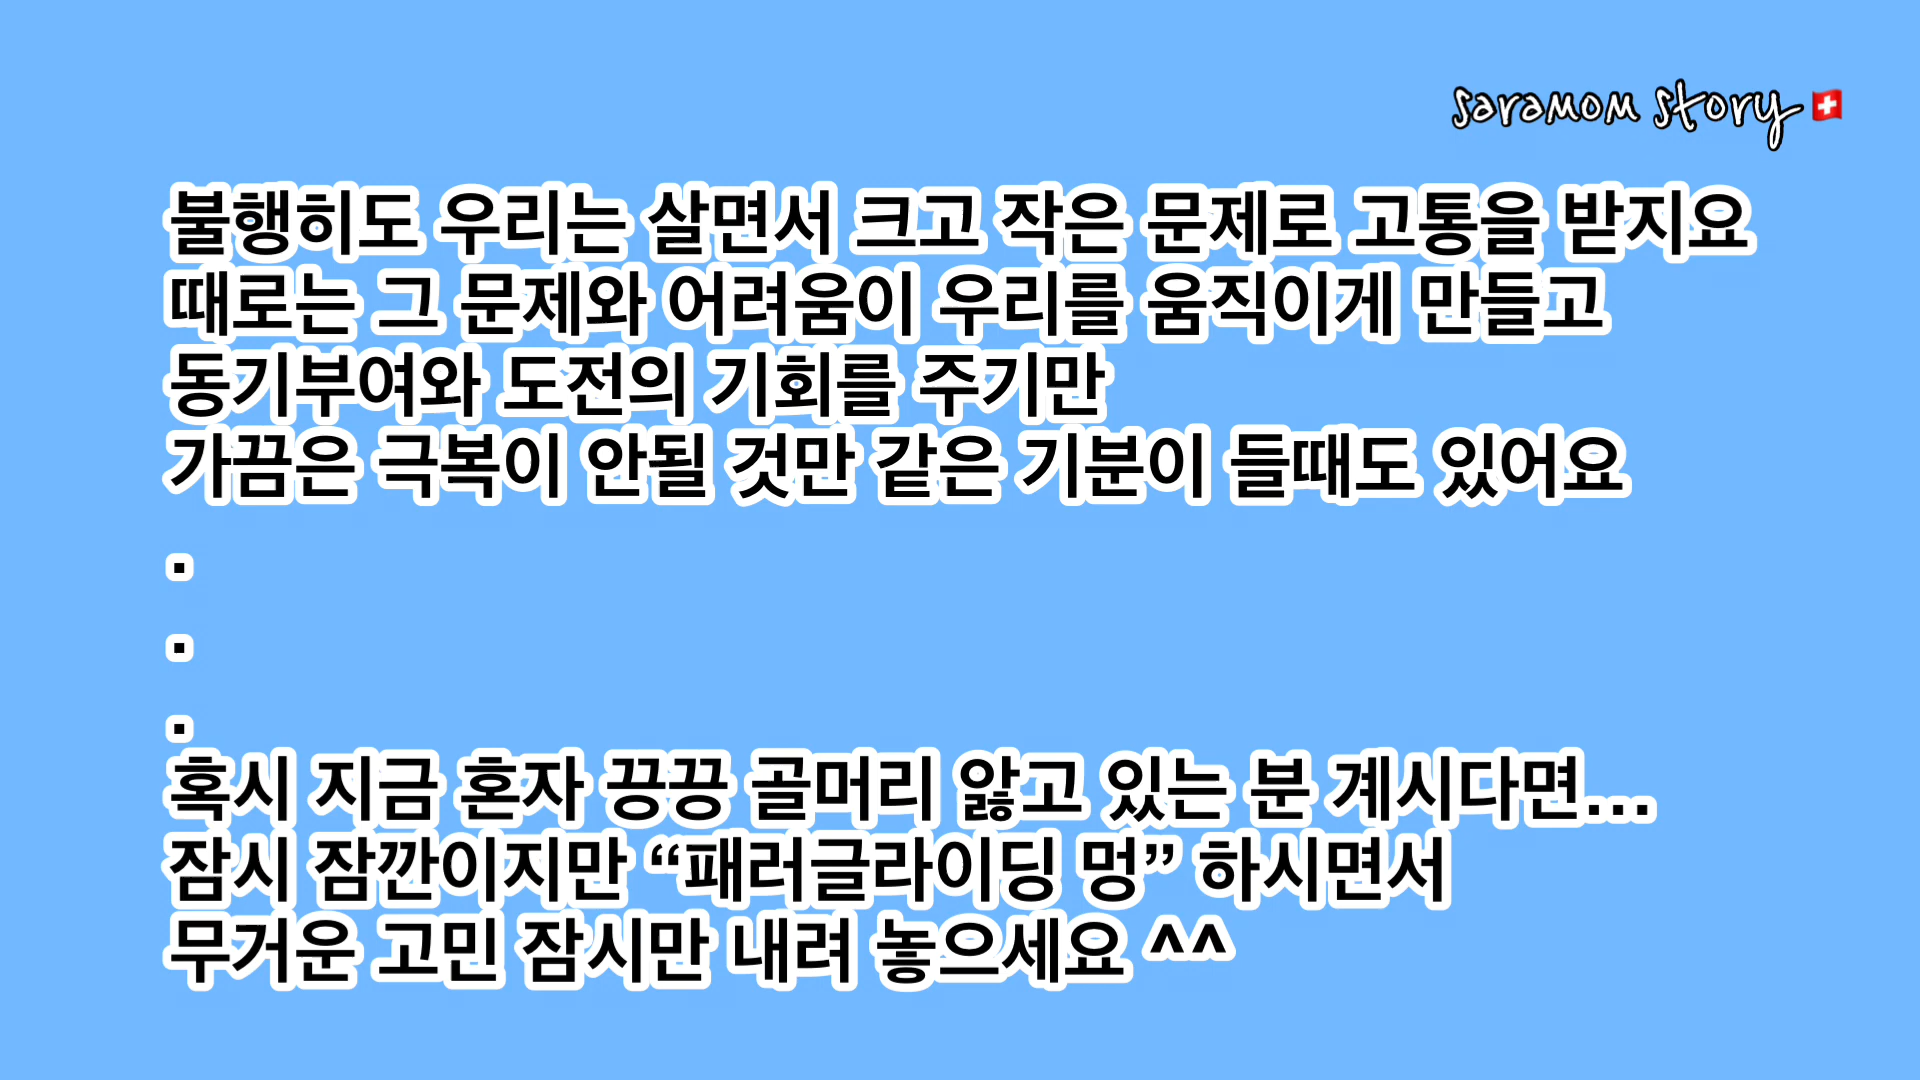 saramom story
불행히도 우리는 살면서 크고 작은 문제로 고통을 받지요
때로는 그 문제와 어려움이 우리를 움직이게 만들고
동기부여와 도전의 기회를 주기만
가끔은 극복이 안될 것만 같은 기분이 들때도 있어요
.
.
.
혹시 지금 혼자 끙끙 골머리 앓고 있는 분 계시다면...
잠시 잠깐이지만 “패러글라이딩 멍” 하시면서
무거운 고민 잠시만 내려 놓으세요 ^^